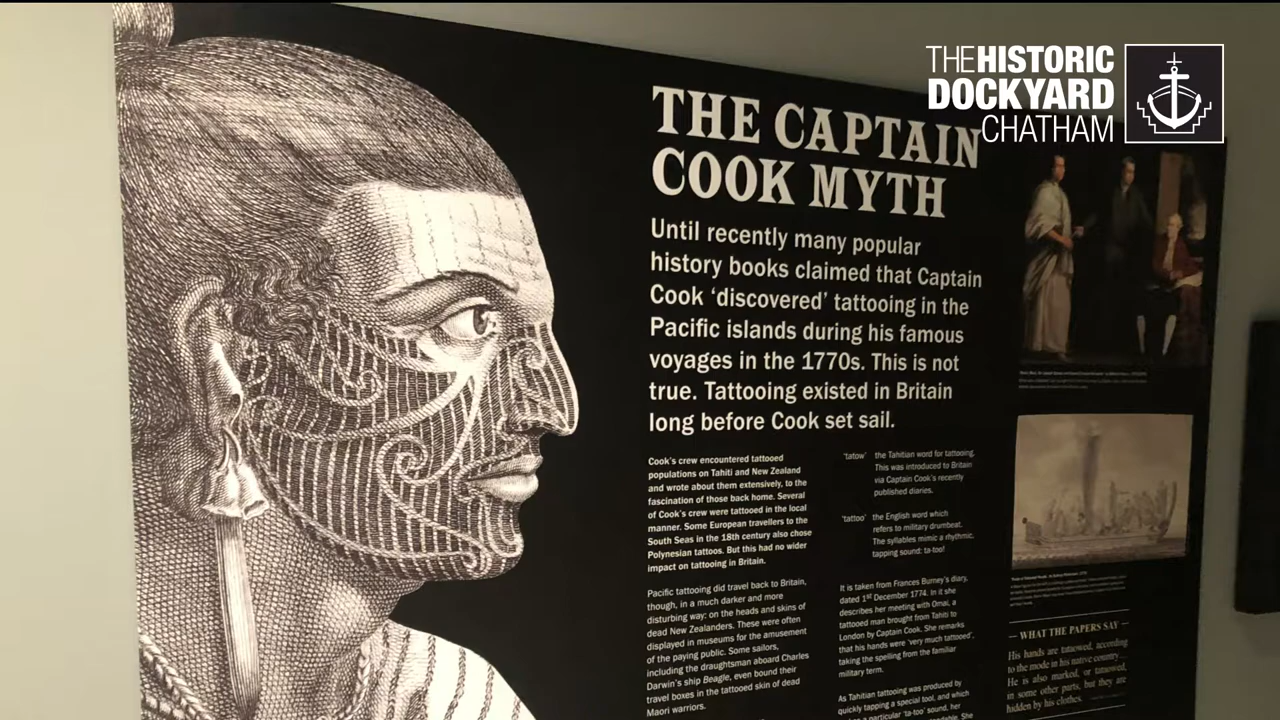 THE HISTORIC
DOCKYARD
CHATHAM
THE CAPTAIN
COOK MYTH
Until recently many popular
history books claimed that Captain
Cook ‘discovered’ tattooing in the
Pacific islands during his famous
voyages in the 1770s. This is not
true. Tattooing existed in Britain
long before Cook set sail.
Cook's crew encountered tattooed
populations on Tahiti and New Zealand
and wrote about them extensively, to the
fascination of those back home. Several
of Cook's crew were tattooed in the local
manner. Some European travellers to the
South Seas in the 18th century also chose
Polynesian tattoos. But this had no wider
impact on tattooing in Britain.
Pacific tattooing did travel back to Britain,
though, in a much darker and more
disturbing way: on the heads and skins of
dead New Zealanders. These were often
displayed in museums for the amusement
of the paying public. Some sailors,
including the draughtsman aboard Charles
Darwin's ship Beagle, even bound their
travel boxes in the tattooed skin of dead
Maori warriors.
‘tatow’ the Tahitian word for tattooing.
This was introduced to Britain
via Captain Cook's recently
published diaries.
‘tattoo’ the English word which
refers to military drumbeat.
The syllables mimic a rhythmic,
tapping sound: ta-too!
It is taken from Frances Burney's diary,
dated 1st December 1774. In it she
describes her meeting with Omai, a
tattooed man brought from Tahiti to
London by Captain Cook. She remarks
that his hands were ‘very much tattooed’,
taking the spelling from the familiar
military term.
As Tahitian tattooing was produced by
quickly tapping a special tool, and which
a particular ‘ta-too’ sound, her
She
— WHAT THE PAPERS SAY —
His hands are tattowed, according
to the mode in his native country
He is also marked, or tattowed,
in some other parts, but they are
hidden by his clothes.